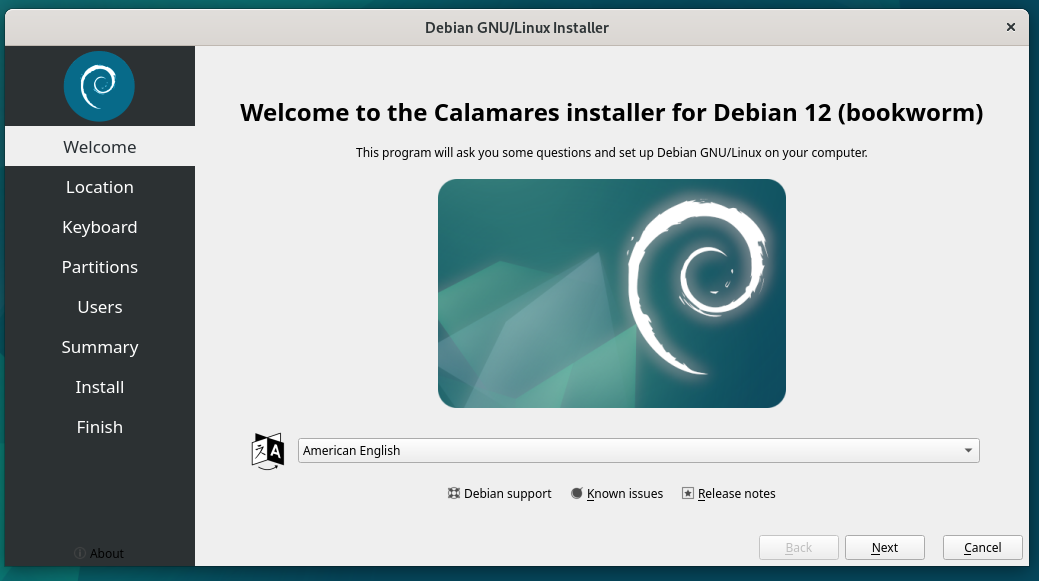 Debian GNU/Linux Installer
Welcome
Location
Keyboard
Partitions
Users
Summary
Install
Finish
About
Welcome to the Calamares installer for Debian 12 (bookworm)
This program will ask you some questions and set up Debian GNU/Linux on your computer.
American English
Debian support Known issues Release notes
Back Next Cancel